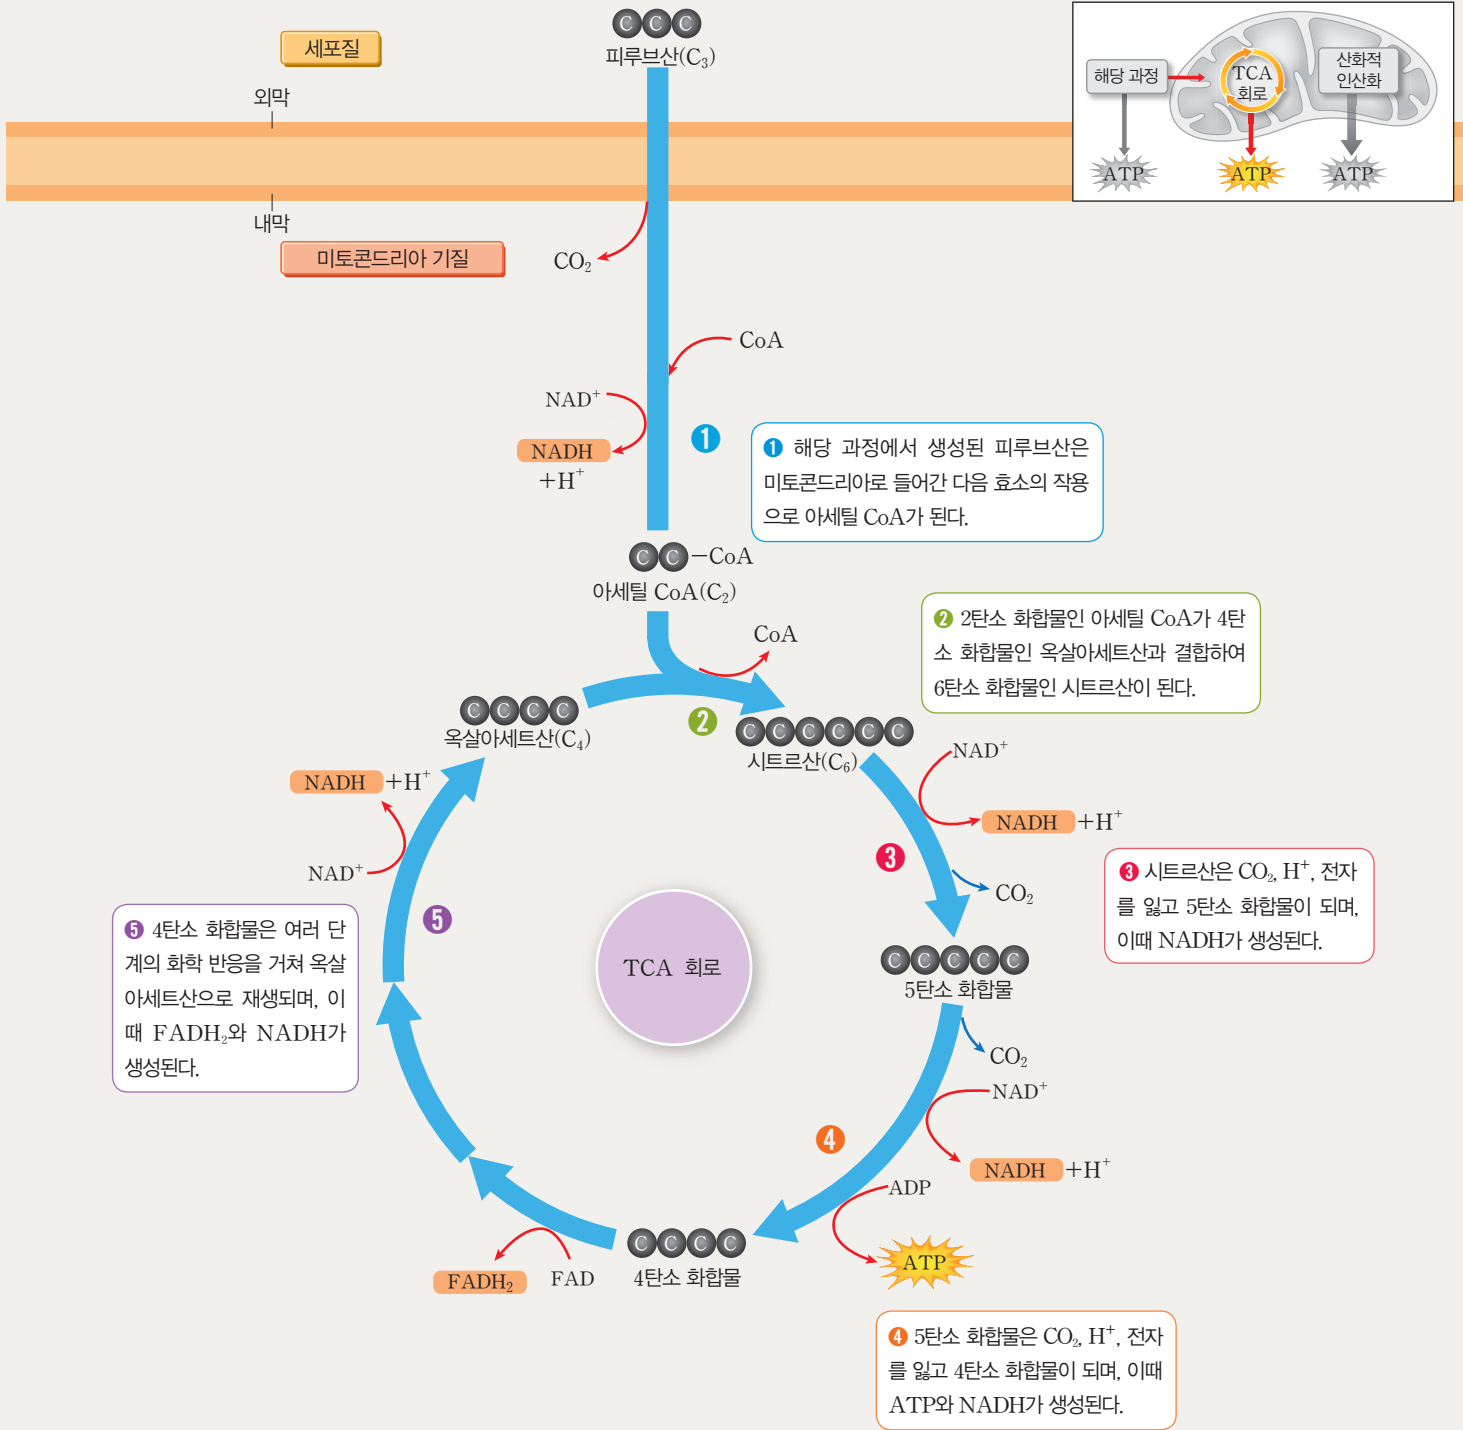 C C C
피루브산(C₃)
세포질
외막
내막
미토콘드리아 기질
해당 과정
TCA
회로
산화적
인산화
ATP
ATP
ATP
CO₂
CoA
NAD⁺
NADH
+H⁺
❶
❶ 해당 과정에서 생성된 피루브산은
미토콘드리아로 들어간 다음 효소의 작용
으로 아세틸 CoA가 된다.
C C -CoA
아세틸 CoA(C₂)
CoA
❷
❷ 2탄소 화합물인 아세틸 CoA가 4탄
소 화합물인 옥살아세트산과 결합하여
6탄소 화합물인 시트르산이 된다.
C C C C
옥살아세트산(C₄)
C C C C C C
시트르산(C₆)
NAD⁺
NADH +H⁺
❸
CO₂
❸ 시트르산은 CO₂, H⁺, 전자
를 잃고 5탄소 화합물이 되며,
이때 NADH가 생성된다.
C C C C C
5탄소 화합물
CO₂
NAD⁺
NADH +H⁺
❹
ADP
ATP
❹ 5탄소 화합물은 CO₂, H⁺, 전자
를 잃고 4탄소 화합물이 되며, 이때
ATP와 NADH가 생성된다.
C C C C
4탄소 화합물
FAD
FADH₂
NAD⁺
NADH +H⁺
❺
❺ 4탄소 화합물은 여러 단
계의 화학 반응을 거쳐 옥살
아세트산으로 재생되며, 이
때 FADH₂와 NADH가
생성된다.
TCA 회로